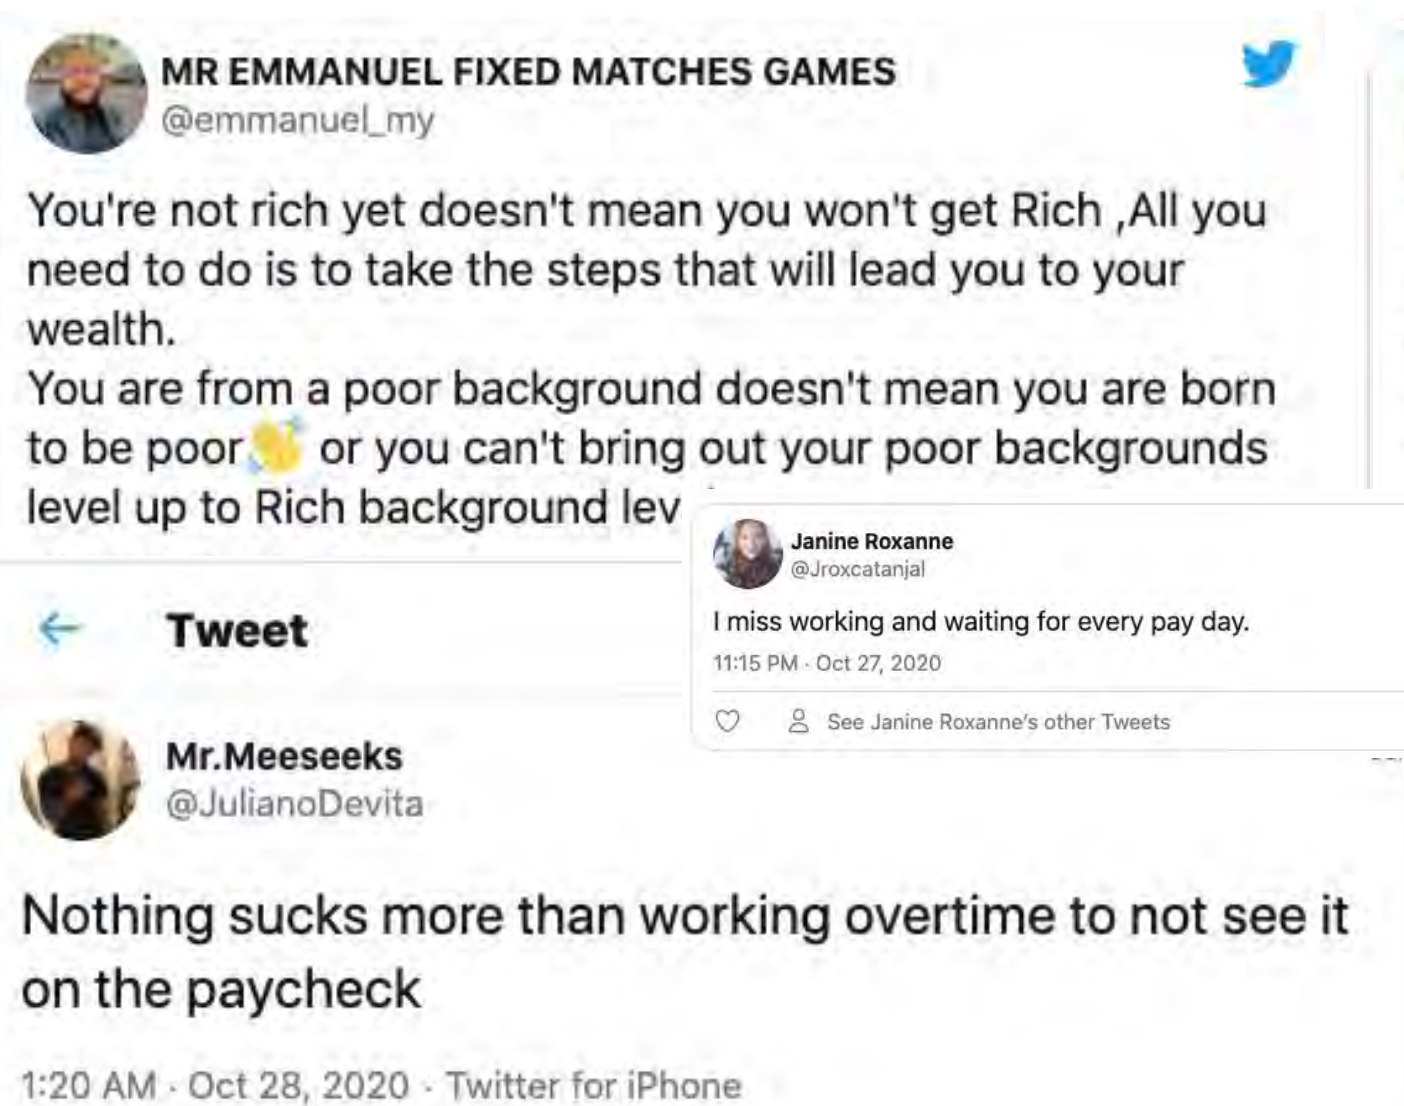 MR EMMANUEL FIXED MATCHES GAMES
@emmanuel_my
You're not rich yet doesn't mean you won't get Rich ,All you
need to do is to take the steps that will lead you to your
wealth.
You are from a poor background doesn't mean you are born
to be poor👋 or you can't bring out your poor backgrounds
level up to Rich background lev
Janine Roxanne
@Jroxcatanjal
I miss working and waiting for every pay day.
11:15 PM · Oct 27, 2020
See Janine Roxanne's other Tweets
Tweet
Mr.Meeseeks
@JulianoDevita
Nothing sucks more than working overtime to not see it
on the paycheck
1:20 AM · Oct 28, 2020 · Twitter for iPhone